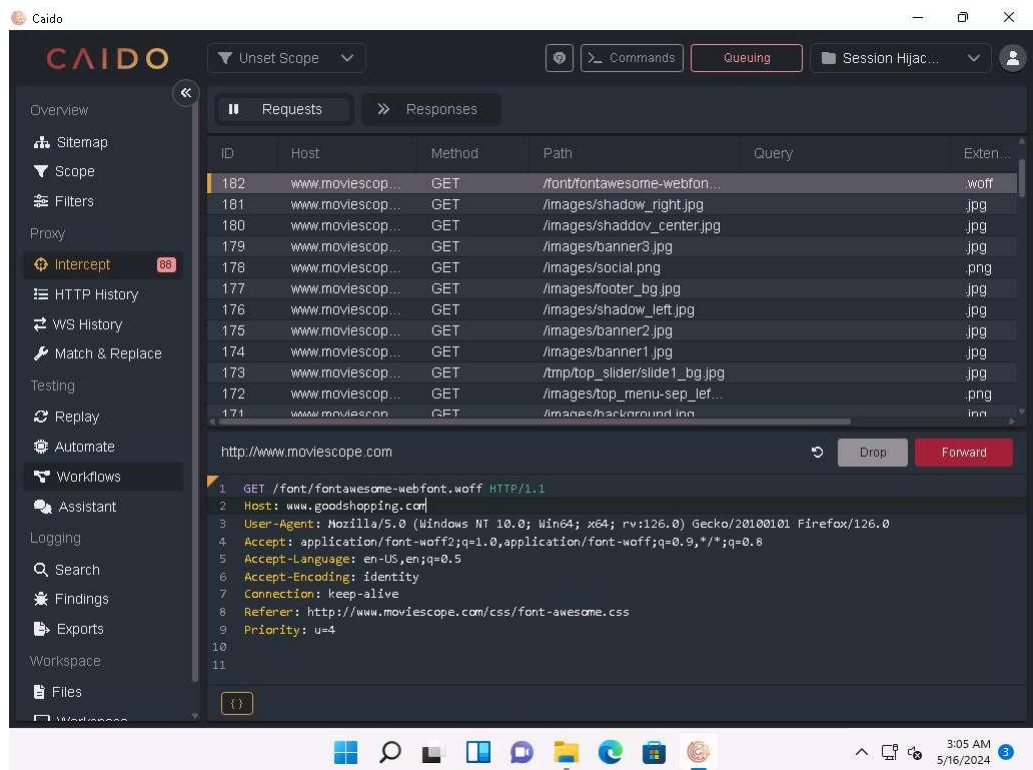 Caido
CAIDO
Unset Scope
Commands
Queuing
Session Hijac...
Overview
Sitemap
Scope
Filters
Proxy
Intercept 88
HTTP History
WS History
Match & Replace
Testing
Replay
Automate
Workflows
Assistant
Logging
Search
Findings
Exports
Workspace
Files
Workspace
Requests
Responses
ID Host Method Path Query Exten...
182 www.moviescop... GET /font/fontawesome-webfon... .woff
181 www.moviescop... GET /images/shadow_right.jpg .jpg
180 www.moviescop... GET /images/shaddov_center.jpg .jpg
179 www.moviescop... GET /images/banner3.jpg .jpg
178 www.moviescop... GET /images/social.png .png
177 www.moviescop... GET /images/footer_bg.jpg .jpg
176 www.moviescop... GET /images/shadow_left.jpg .jpg
175 www.moviescop... GET /images/banner2.jpg .jpg
174 www.moviescop... GET /images/banner1.jpg .jpg
173 www.moviescop... GET /tmp/top_slider/slide1_bg.jpg .jpg
172 www.moviescop... GET /images/top_menu-sep_lef... .png
171 GET
http://www.moviescope.com
Drop
Forward
1 GET /font/fontawesome-webfont.woff HTTP/1.1
2 Host: www.goodshopping.com
3 User-Agent: Mozilla/5.0 (Windows NT 10.0; Win64; x64; rv:126.0) Gecko/20100101 Firefox/126.0
4 Accept: application/font-woff2;q=1.0,application/font-woff;q=0.9,*/*;q=0.8
5 Accept-Language: en-US,en;q=0.5
6 Accept-Encoding: identity
7 Connection: keep-alive
8 Referer: http://www.moviescope.com/css/font-awesome.css
9 Priority: u=4
10
11
{}
3:05 AM
5/16/2024
3